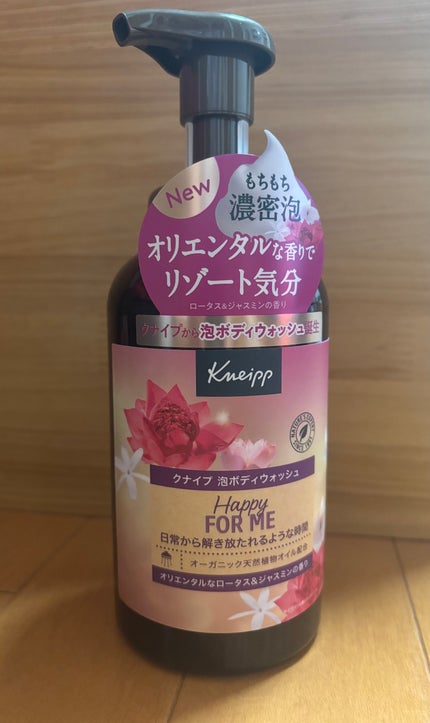 New
もちもち
濃密泡
オリエンタルな香りで
リゾート気分
ロータス&ジャスミンの香り
クナイプから泡ボディウォッシュ誕生
Kneipp
NATURE'S EXPERT
SINCE 1891
クナイプ 泡ボディウォッシュ
Happy
FOR ME
日常から解き放たれるような時間
オーガニック天然植物オイル配合
オリエンタルなロータス&ジャスミンの香り